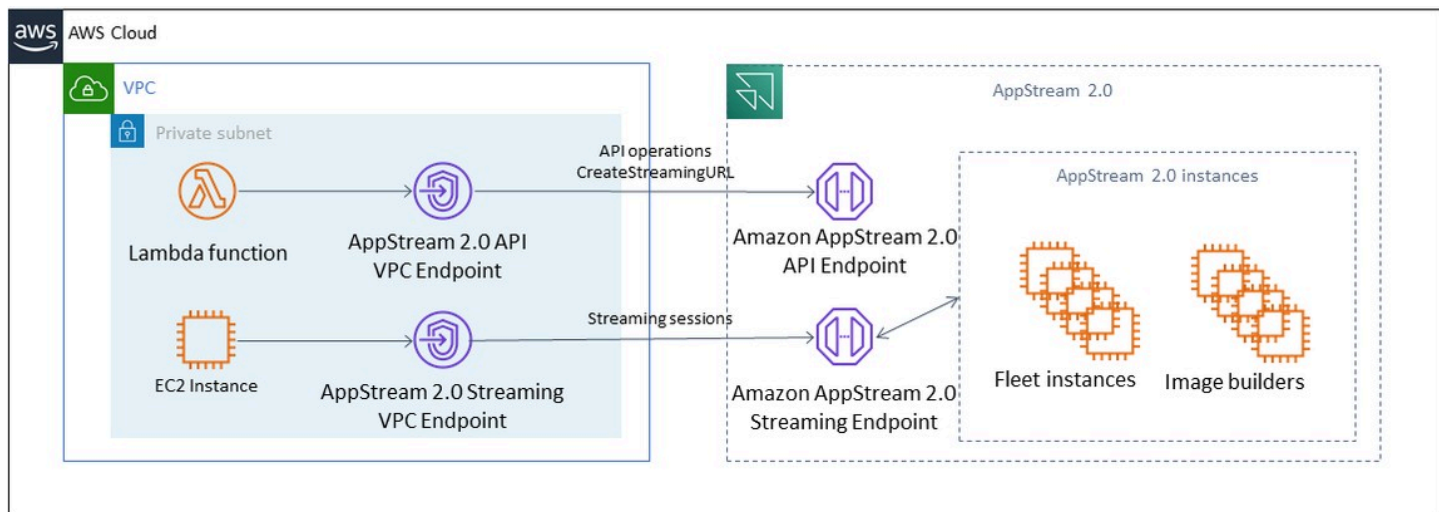 aws
AWS Cloud
VPC
AppStream 2.0
Private subnet
API operations
CreateStreamingURL
AppStream 2.0 instances
Lambda function
AppStream 2.0 API
VPC Endpoint
Amazon AppStream 2.0
API Endpoint
Streaming sessions
EC2 Instance
AppStream 2.0 Streaming
VPC Endpoint
Amazon AppStream 2.0
Streaming Endpoint
Fleet instances
Image builders